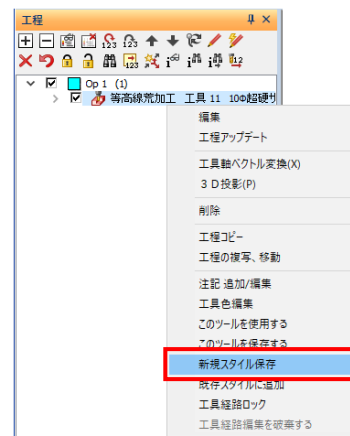 工程
Op 1 (1)
等高線荒加工 工具 11 10Φ超硬ｻ
編集
工程アップデート
工具軸ベクトル変換(X)
３Ｄ投影(P)
削除
工程コピー
工程の複写、移動
注記 追加/編集
工具色編集
このツールを使用する
このツールを保存する
新規スタイル保存
既存スタイルに追加
工具経路ロック
工具経路編集を破棄する